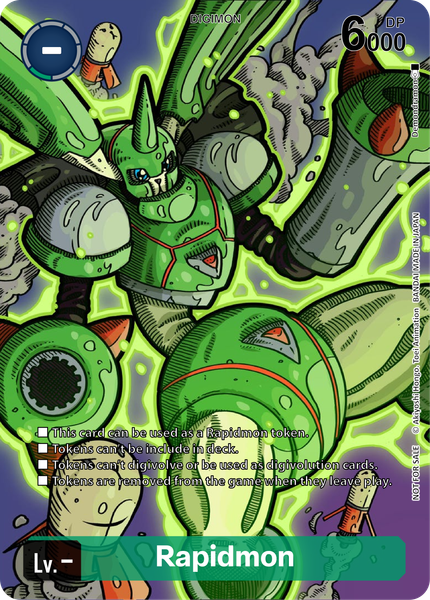 DIGIMON
-
6000
DP
Demondramon
■ This card can be used as a Rapidmon token.
■ Tokens can't be include in deck.
■ Tokens can't digivolve or be used as digivolution cards.
■ Tokens are removed from the game when they leave play.
NOT FOR SALE © Akiyoshi Hongo, Toei Animation BANDAI MADE IN JAPAN
Lv.-
Rapidmon